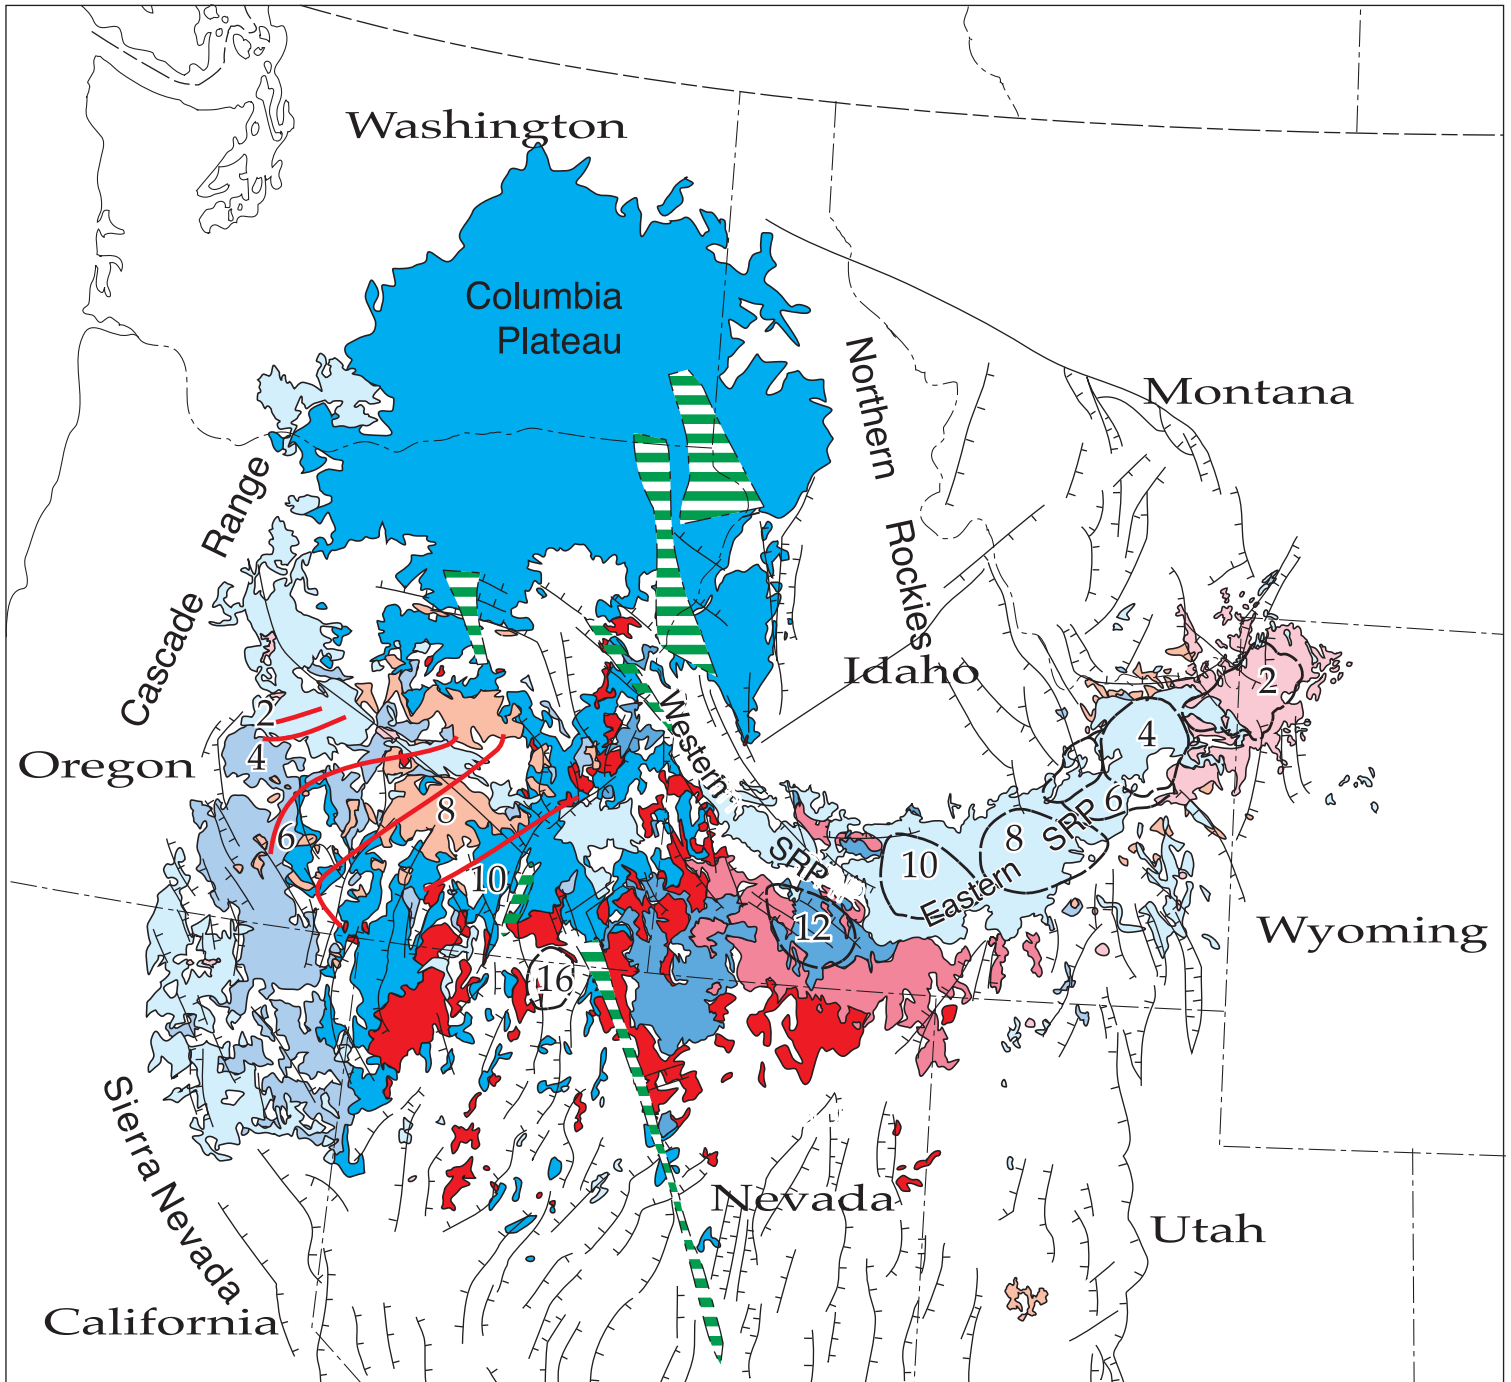 Washington
Columbia
Plateau
Northern
Rockies
Montana
Cascade
Range
Idaho
2
2
4
Oregon
4
Western
6
8
6
8
SRP
SRP
10
10
Eastern
12
Wyoming
16
Sierra Nevada
Nevada
Utah
California